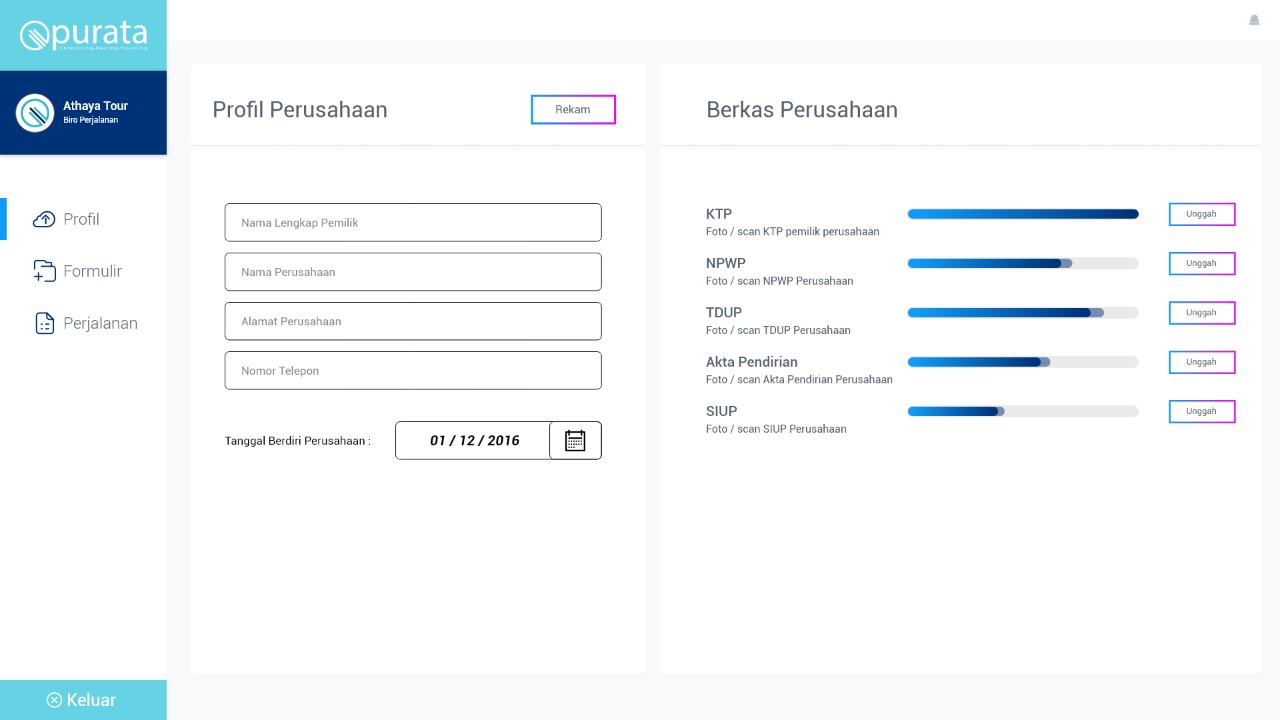 purata
Athaya Tour
Biro Perjalanan
Profil
Formulir
Perjalanan
Keluar
Profil Perusahaan
Rekam
Nama Lengkap Pemilik
Nama Perusahaan
Alamat Perusahaan
Nomor Telepon
Tanggal Berdiri Perusahaan :
01 / 12 / 2016
Berkas Perusahaan
KTP
Foto / scan KTP pemilik perusahaan
Unggah
NPWP
Foto / scan NPWP Perusahaan
Unggah
TDUP
Foto / scan TDUP Perusahaan
Unggah
Akta Pendirian
Foto / scan Akta Pendirian Perusahaan
Unggah
SIUP
Foto / scan SIUP Perusahaan
Unggah